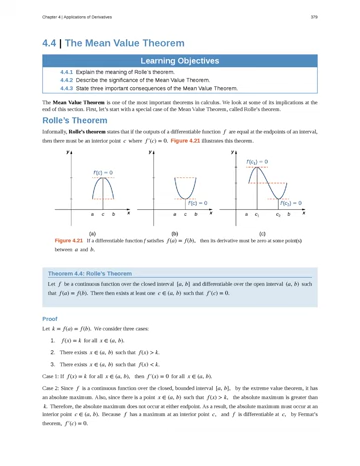 Chapter 4 | Applications of Derivatives
379
4.4 | The Mean Value Theorem
Learning Objectives
4.4.1 Explain the meaning of Rolle's theorem.
4.4.2 Describe the significance of the Mean Value Theorem.
4.4.3 State three important consequences of the Mean Value Theorem.
The Mean Value Theorem is one of the most important theorems in calculus. We look at some of its implications at the
end of this section. First, let's start with a special case of the Mean Value Theorem, called Rolle's theorem.
Rolle's Theorem
Informally, Rolle's theorem states that if the outputs of a differentiable function f are equal at the endpoints of an interval,
then there must be an interior point c where f′(c) = 0. Figure 4.21 illustrates this theorem.
y
f′(c) = 0
a c b x
(a)
y
f′(c) = 0
a c b x
(b)
y
f′(c₁) = 0
f′(c₂) = 0
a c₁ c₂ b x
(c)
Figure 4.21 If a differentiable function f satisfies f(a) = f(b), then its derivative must be zero at some point(s)
between a and b.
Theorem 4.4: Rolle's Theorem
Let f be a continuous function over the closed interval [a, b] and differentiable over the open interval (a, b) such
that f(a) = f(b). There then exists at least one c ∈ (a, b) such that f′(c) = 0.
Proof
Let k = f(a) = f(b). We consider three cases:
1. f(x) = k for all x ∈ (a, b).
2. There exists x ∈ (a, b) such that f(x) > k.
3. There exists x ∈ (a, b) such that f(x) < k.
Case 1: If f(x) = k for all x ∈ (a, b), then f′(x) = 0 for all x ∈ (a, b).
Case 2: Since f is a continuous function over the closed, bounded interval [a, b], by the extreme value theorem, it has
an absolute maximum. Also, since there is a point x ∈ (a, b) such that f(x) > k, the absolute maximum is greater than
k. Therefore, the absolute maximum does not occur at either endpoint. As a result, the absolute maximum must occur at an
interior point c ∈ (a, b). Because f has a maximum at an interior point c, and f is differentiable at c, by Fermat's
theorem, f′(c) = 0.